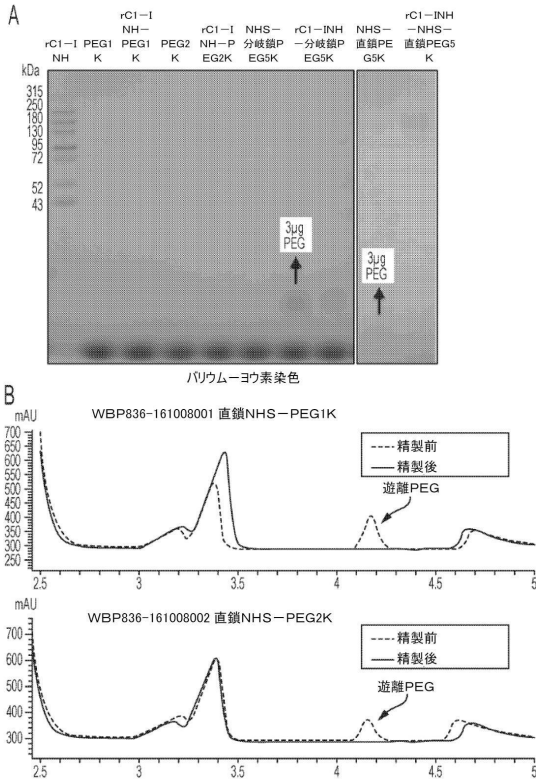 A
rC1-I
NH
PEG1
K
rC1-I
NH-
PEG1
K
PEG2
K
rC1-I
NH-P
EG2K
NHS-
分岐鎖P
EG5K
rC1-INH
-分岐鎖P
EG5K
NHS-
直鎖PE
G5K
rC1-INH
-NHS-
直鎖PEG5
K
kDa
315
250
180
130
95
72
52
43
3μg
PEG
3μg
PEG
バリウムーヨウ素染色
B
mAU
WBP836-161008001 直鎖NHS-PEG1K
700
650
600
550
500
450
400
350
300
250
精製前
精製後
遊離PEG
2.5
3
3.5
4
4.5
5
mAU
WBP836-161008002 直鎖NHS-PEG2K
700
600
500
400
300
精製前
精製後
遊離PEG
2.5
3
3.5
4
4.5
5